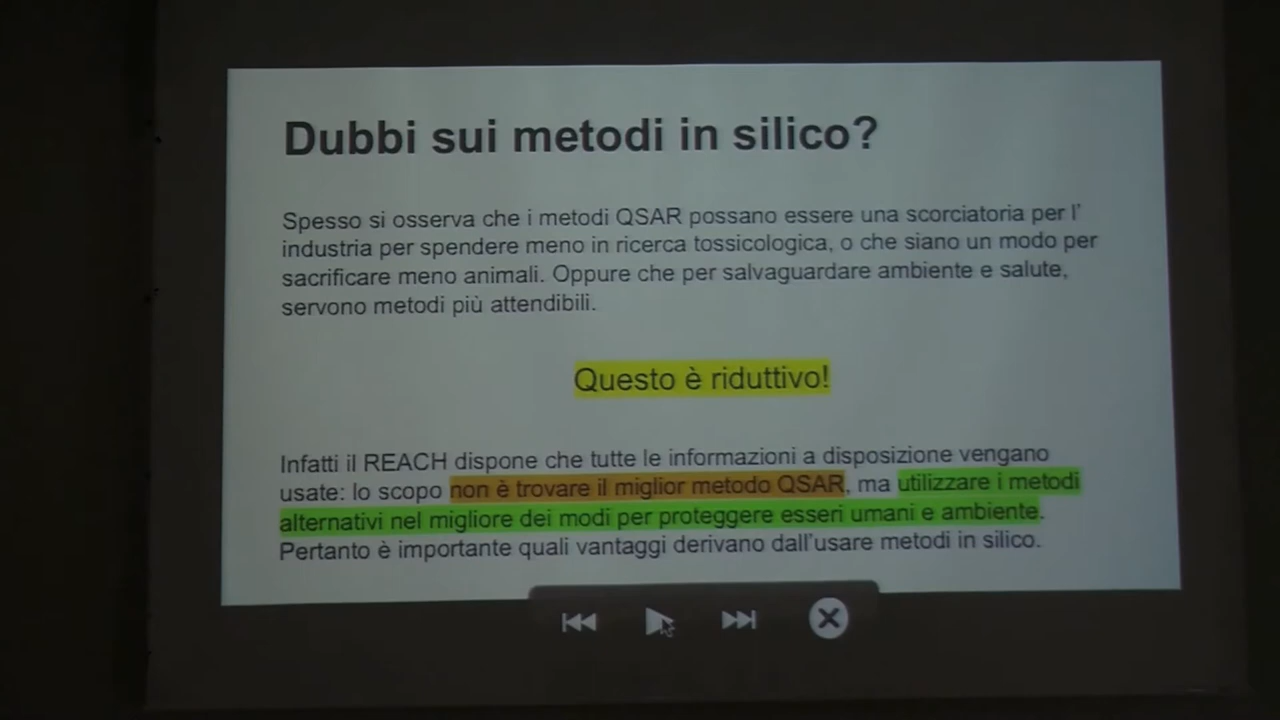 Dubbi sui metodi in silico?
Spesso si osserva che i metodi QSAR possano essere una scorciatoria per l'
industria per spendere meno in ricerca tossicologica, o che siano un modo per
sacrificare meno animali. Oppure che per salvaguardare ambiente e salute,
servono metodi più attendibili.
Questo è riduttivo!
Infatti il REACH dispone che tutte le informazioni a disposizione vengano
usate: lo scopo non è trovare il miglior metodo QSAR, ma utilizzare i metodi
alternativi nel migliore dei modi per proteggere esseri umani e ambiente.
Pertanto è importante quali vantaggi derivano dall'usare metodi in silico.